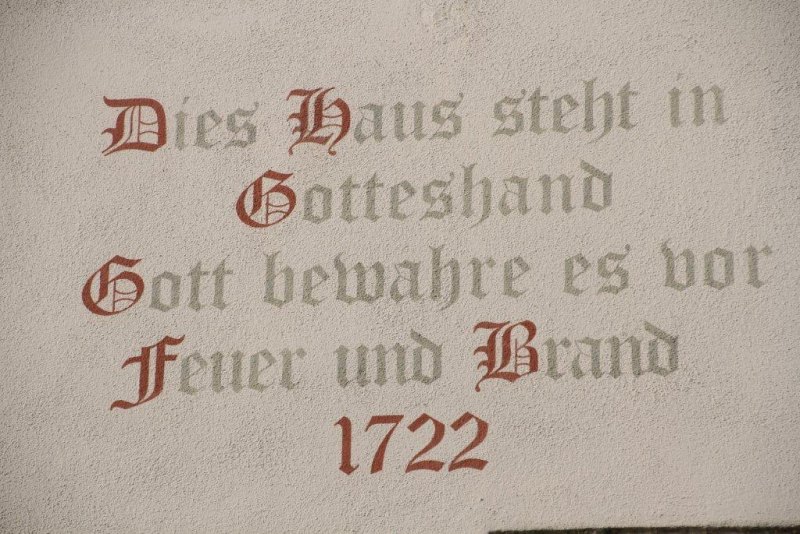 Dies Haus steht in
Gotteshand
Gott bewahre es vor
Feuer und Brand
1722